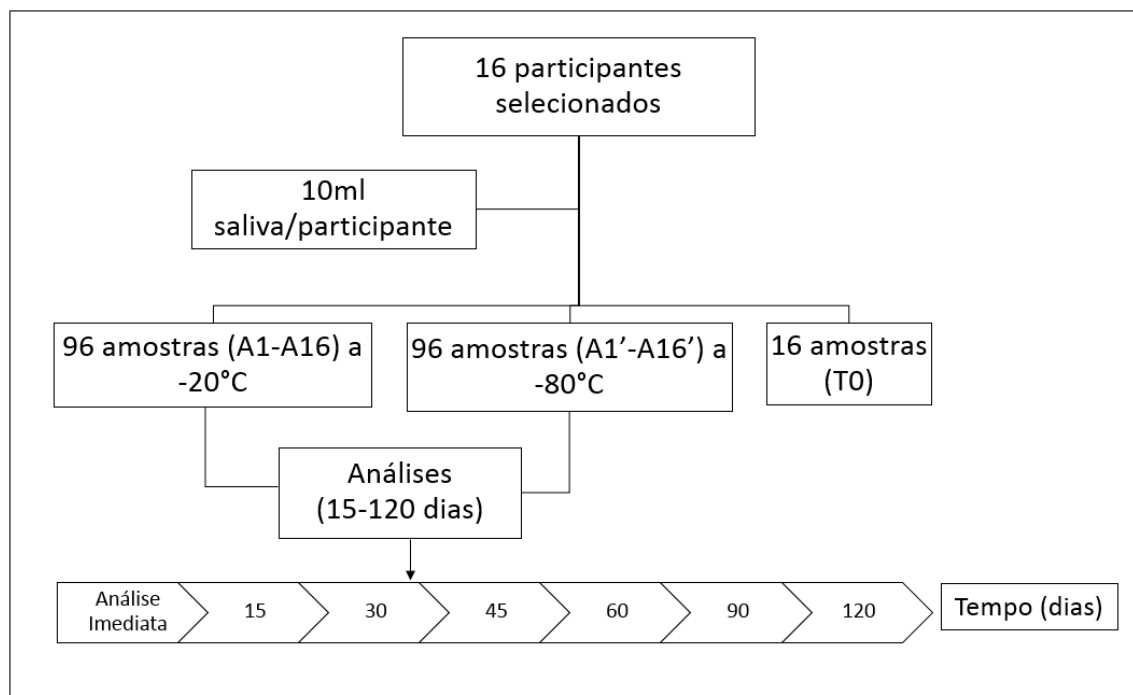 16 participantes
selecionados
10ml
saliva/participante
96 amostras (A1-A16) a
-20°C
96 amostras (A1’-A16’) a
-80°C
16 amostras
(T0)
Análises
(15-120 dias)
Análise
Imediata
15
30
45
60
90
120
Tempo (dias)